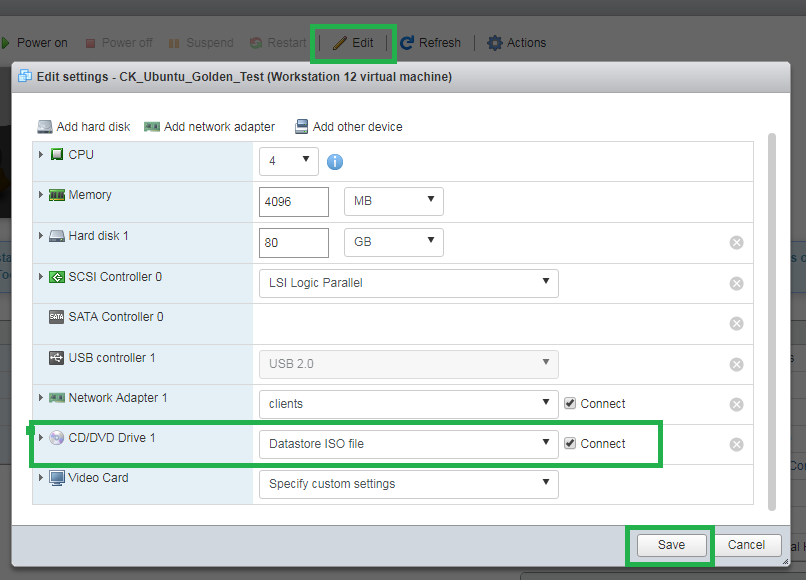 Power on Power off Suspend Restart Edit Refresh Actions
Edit settings - CK_Ubuntu_Golden_Test (Workstation 12 virtual machine)
Add hard disk Add network adapter Add other device
CPU 4
Memory 4096 MB
Hard disk 1 80 GB
SCSI Controller 0 LSI Logic Parallel
SATA SATA Controller 0
USB controller 1 USB 2.0
Network Adapter 1 clients Connect
CD/DVD Drive 1 Datastore ISO file Connect
Video Card Specify custom settings
Save Cancel